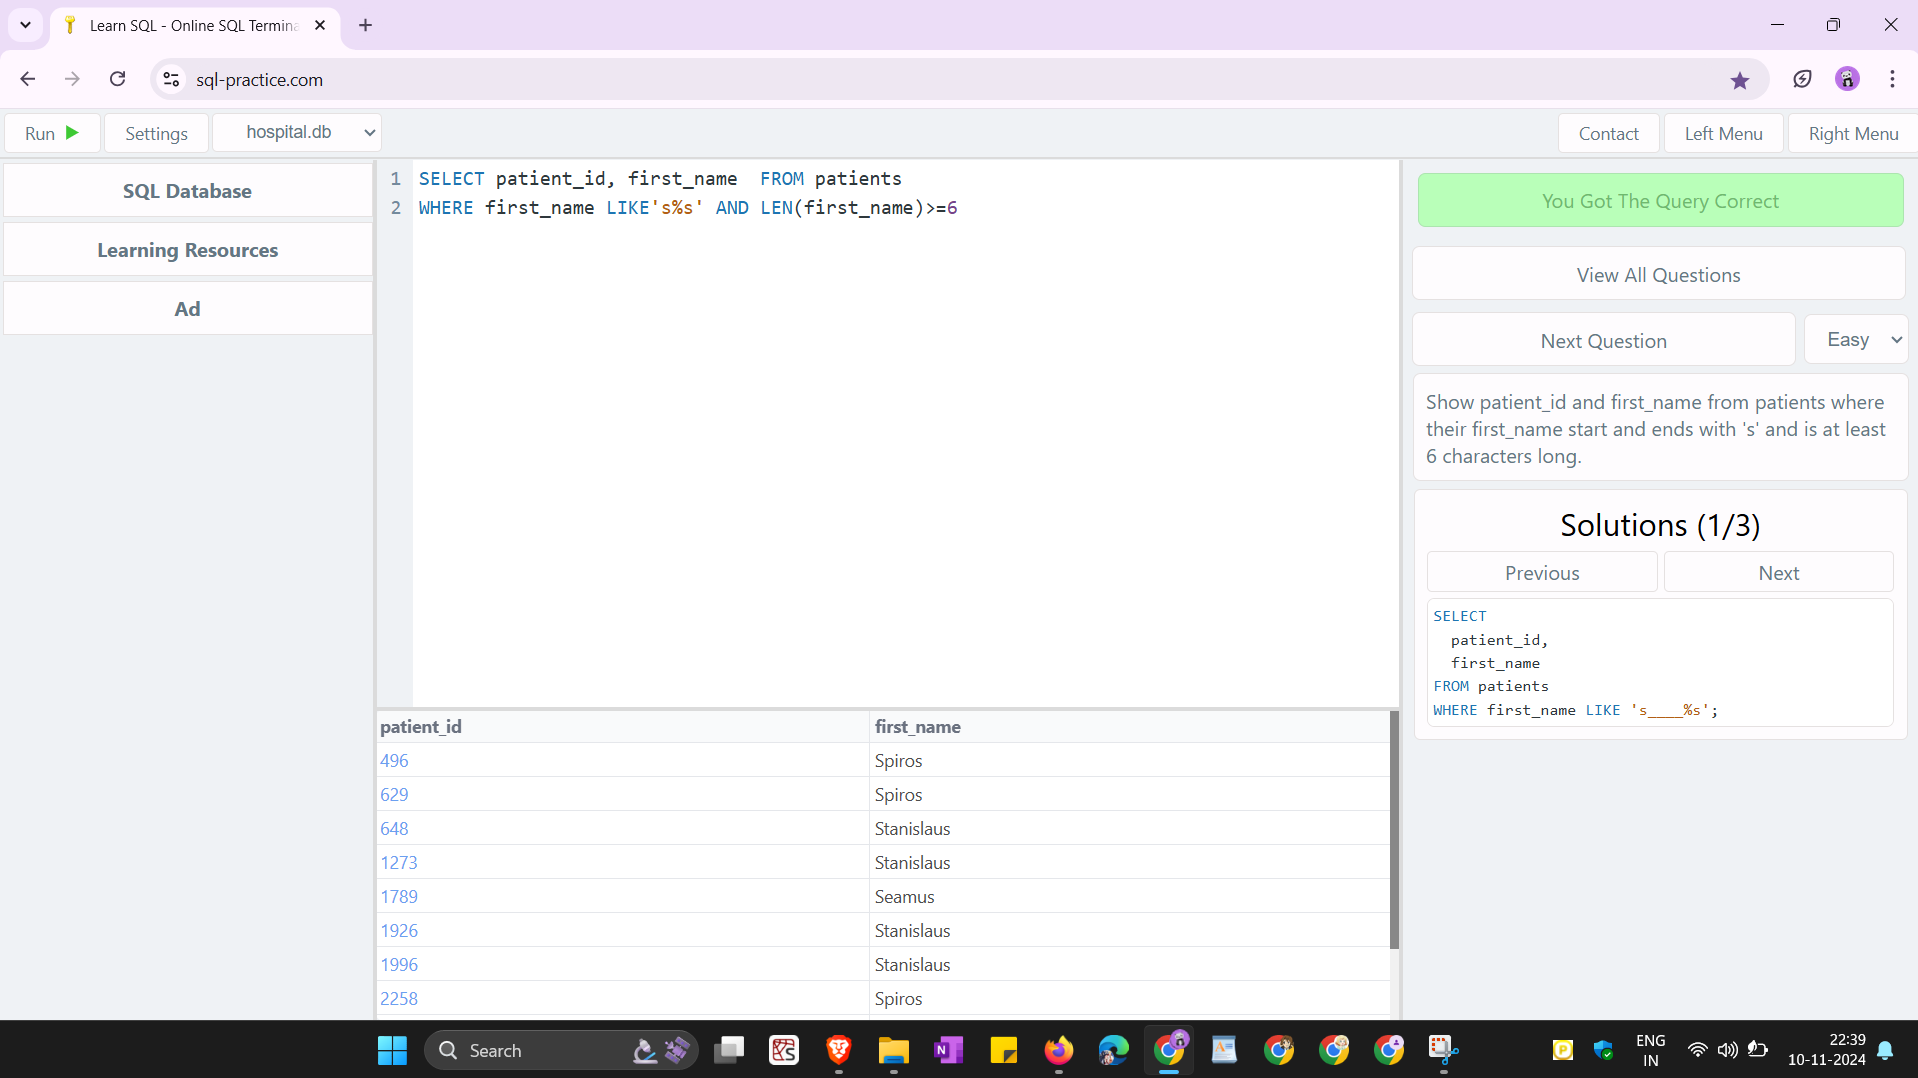 Learn SQL - Online SQL Termina
sql-practice.com
Run
Settings
hospital.db
Contact
Left Menu
Right Menu
SQL Database
Learning Resources
Ad
1 SELECT patient_id, first_name  FROM patients
2 WHERE first_name LIKE's%s' AND LEN(first_name)>=6
You Got The Query Correct
View All Questions
Next Question
Easy
Show patient_id and first_name from patients where
their first_name start and ends with 's' and is at least
6 characters long.
Solutions (1/3)
Previous
Next
SELECT
patient_id,
first_name
FROM patients
WHERE first_name LIKE 's____%s';
patient_id first_name
496 Spiros
629 Spiros
648 Stanislaus
1273 Stanislaus
1789 Seamus
1926 Stanislaus
1996 Stanislaus
2258 Spiros
Search
ENG
IN
22:39
10-11-2024